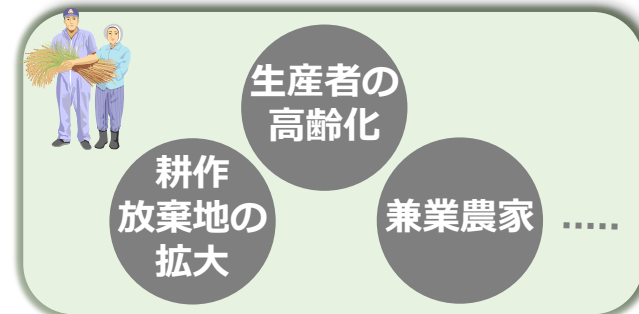 生産者の
高齢化
耕作
放棄地の
拡大
兼業農家
.....